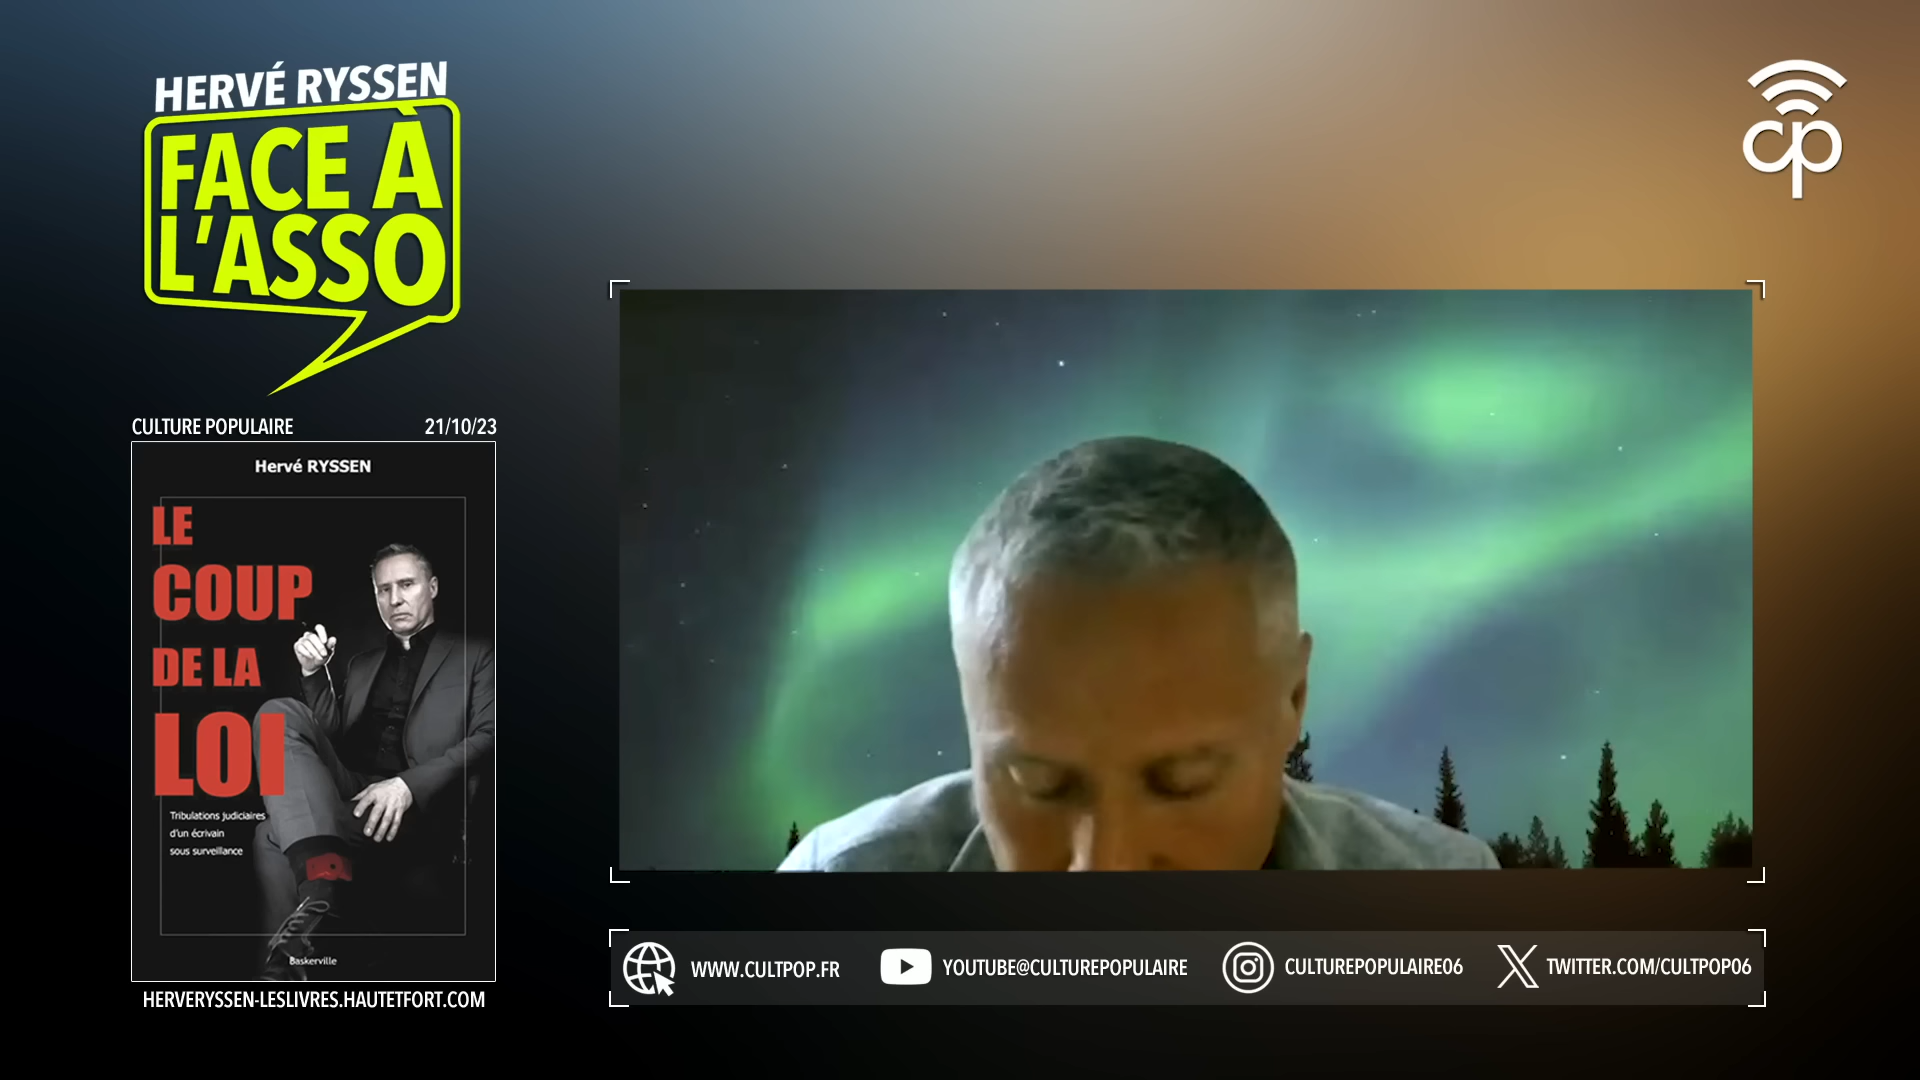 HERVÉ RYSSEN
FACE À
L'ASSO
cp
CULTURE POPULAIRE 21/10/23
Hervé RYSSEN
LE
COUP
DE LA
LOI
Tribulations judiciaires
d'un écrivain
sous surveillance
Baskerville
HERVERYSSEN-LESLIVRES.HAUTETFORT.COM
WWW.CULTPOP.FR YOUTUBE@CULTUREPOPULAIRE CULTUREPOPULAIRE06 TWITTER.COM/CULTPOP06